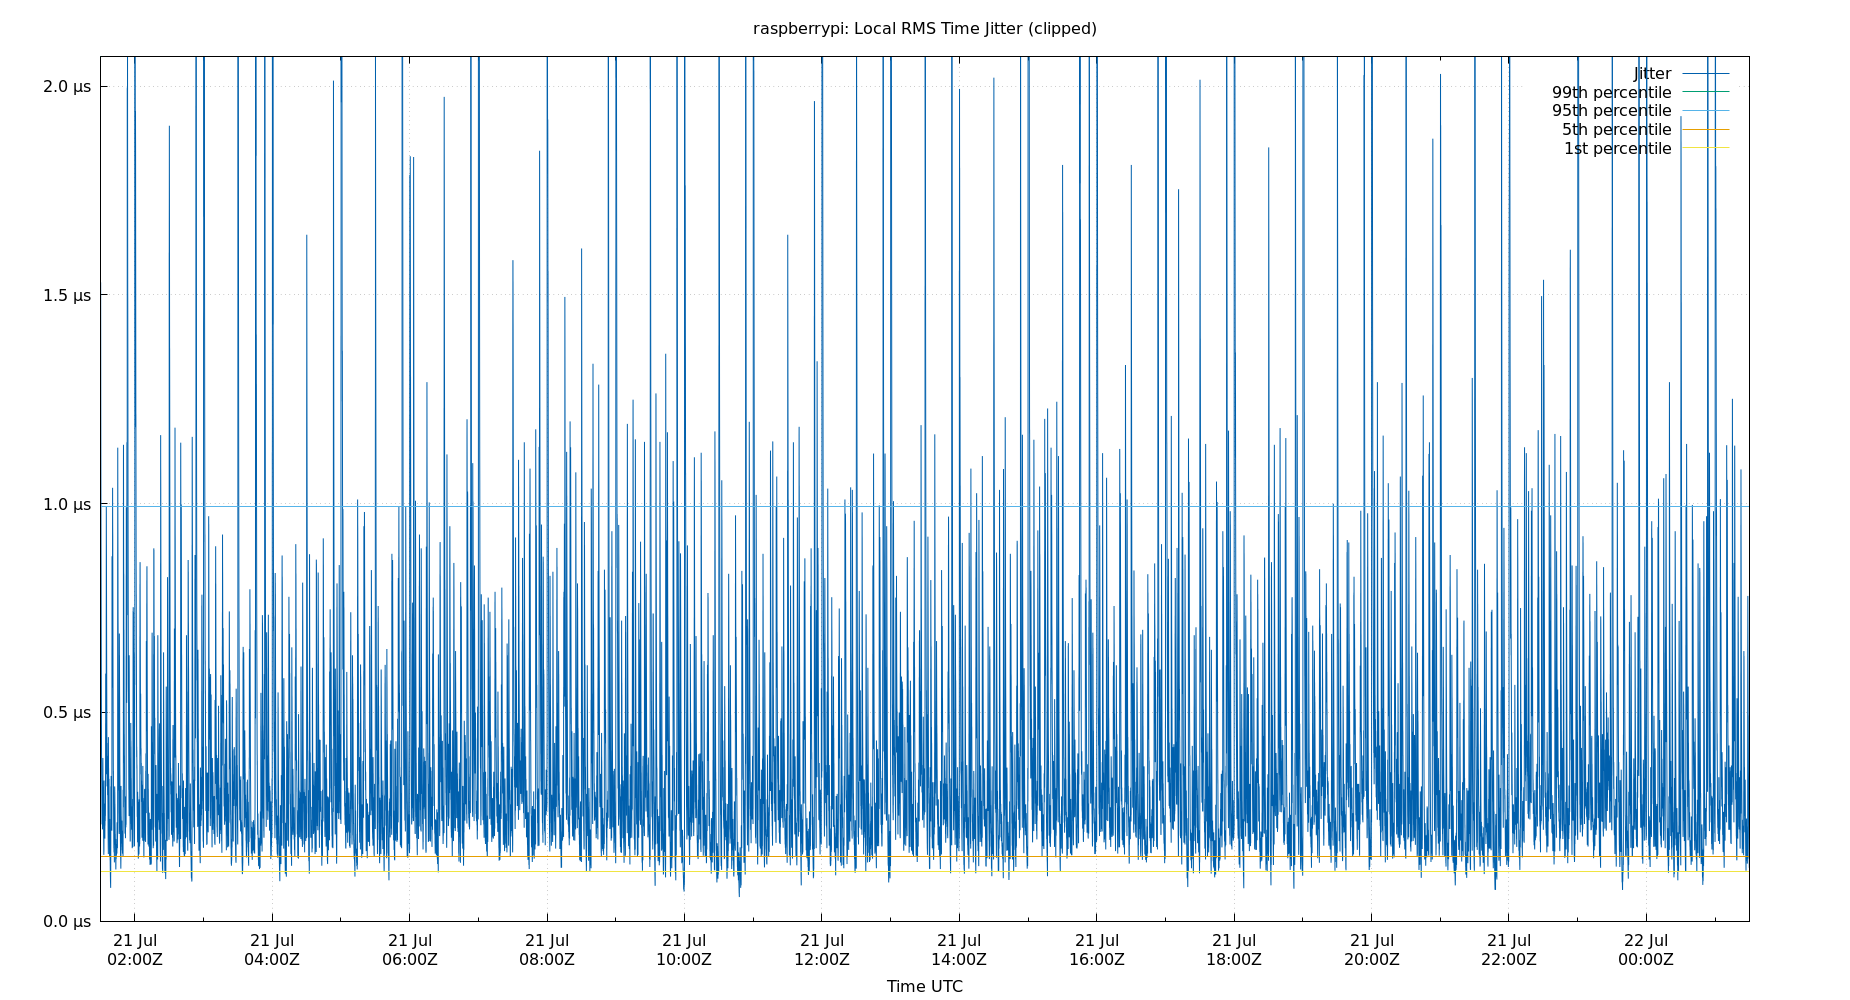 raspberrypi: Local RMS Time Jitter (clipped)
Jitter
99th percentile
95th percentile
5th percentile
1st percentile
2.0 µs
1.5 µs
1.0 µs
0.5 µs
0.0 µs
21 Jul 21 Jul 21 Jul 21 Jul 21 Jul 21 Jul 21 Jul 21 Jul 21 Jul 21 Jul 21 Jul 22 Jul
02:00Z 04:00Z 06:00Z 08:00Z 10:00Z 12:00Z 14:00Z 16:00Z 18:00Z 20:00Z 22:00Z 00:00Z
Time UTC